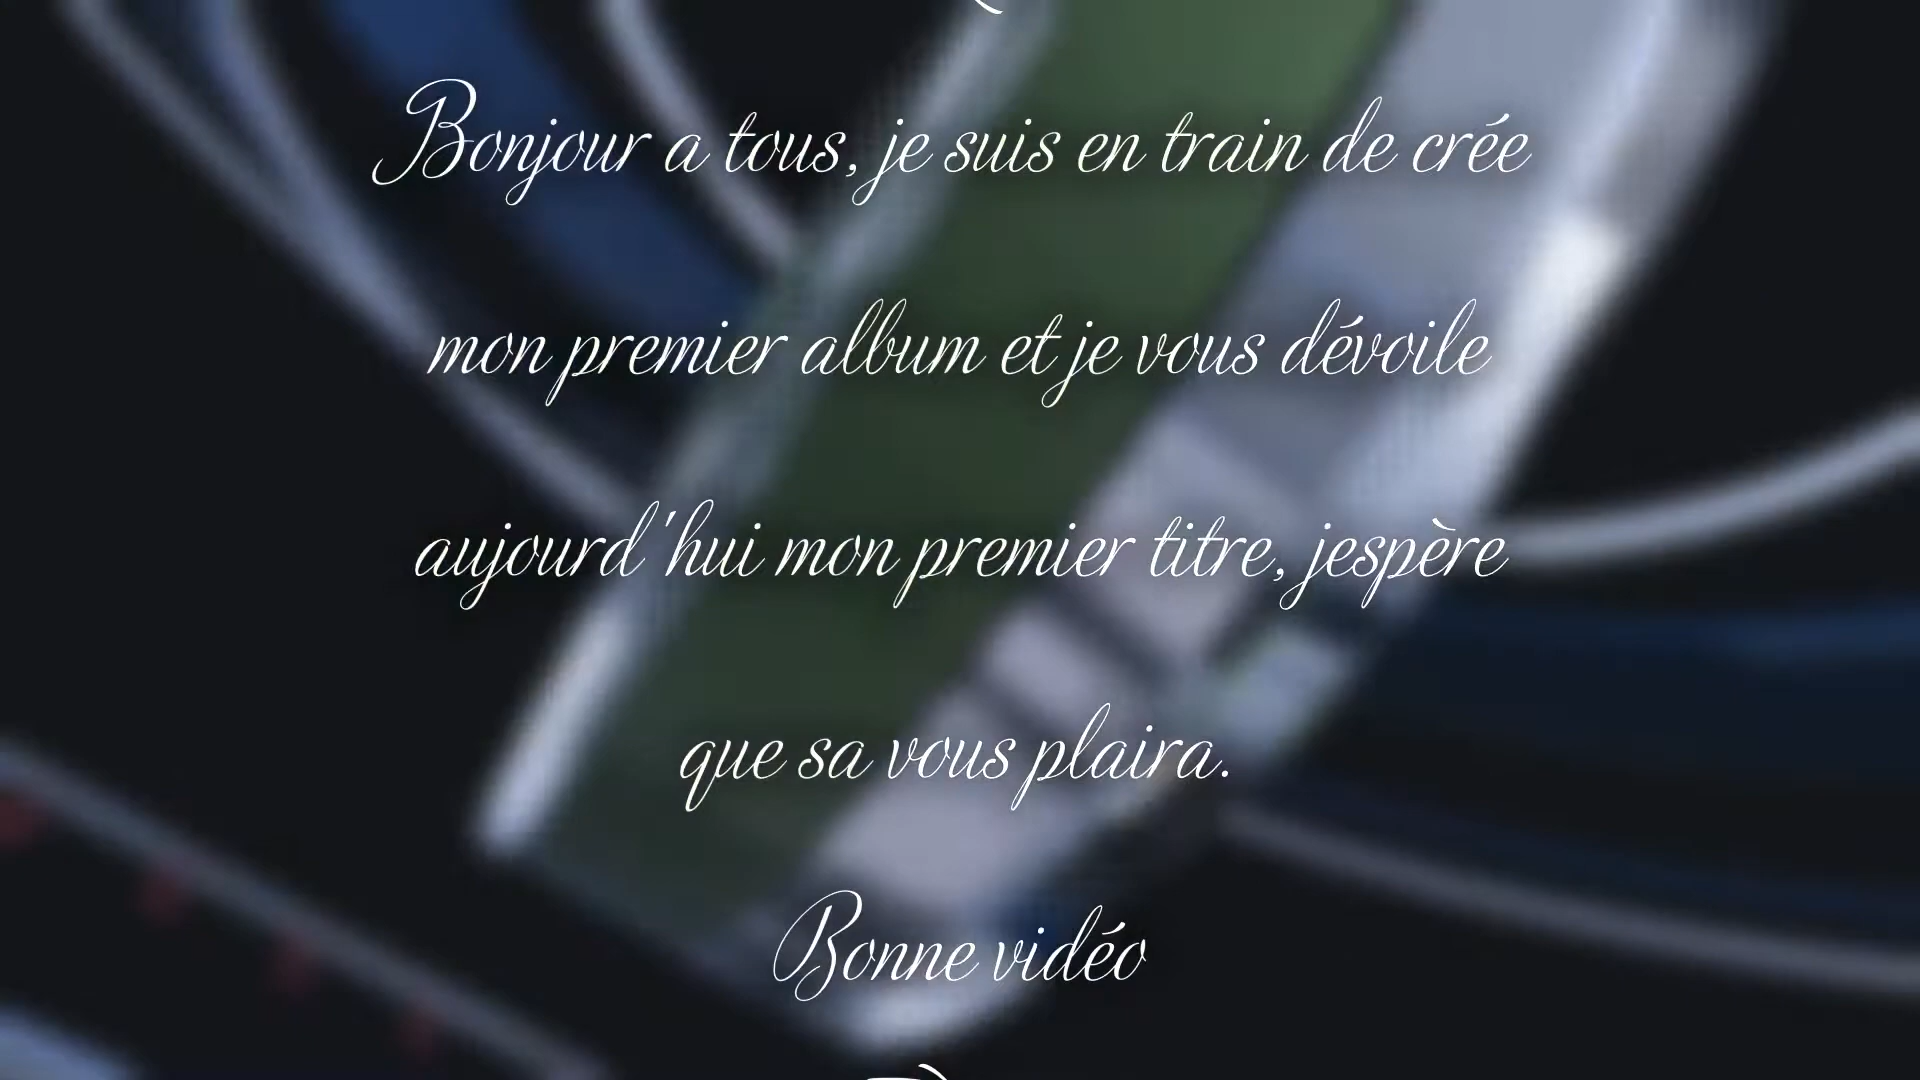 Bonjour a tous, je suis en train de crée
mon premier album et je vous dévoile
aujourd'hui mon premier titre, jespère
que sa vous plaira.
Bonne vidéo